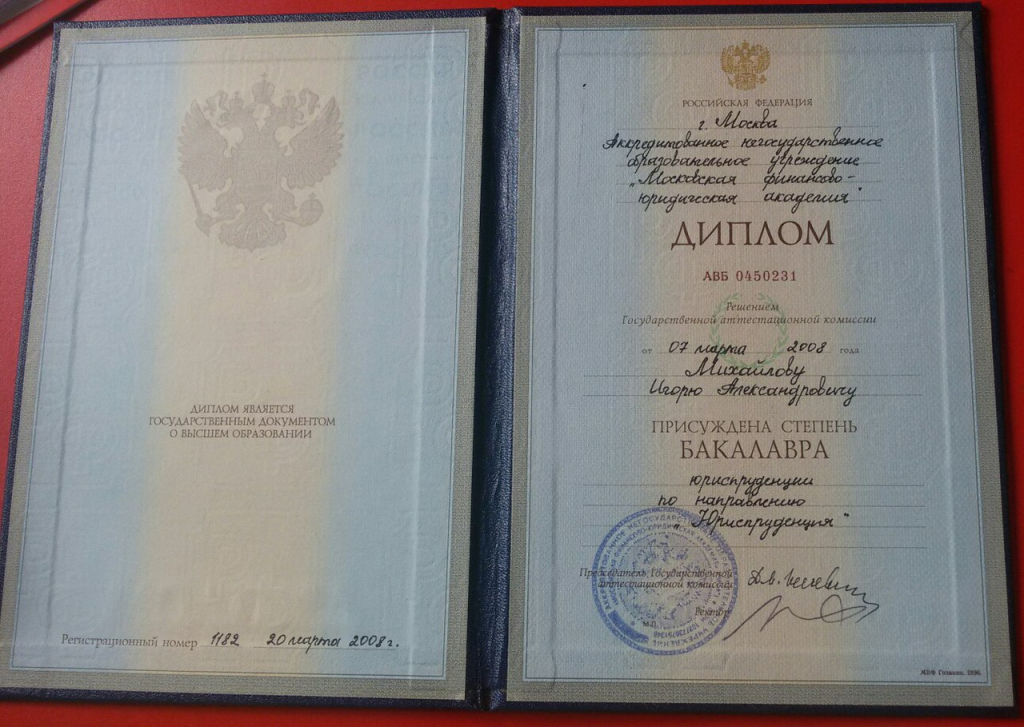 ДИПЛОМ ЯВЛЯЕТСЯ
ГОСУДАРСТВЕННЫМ ДОКУМЕНТОМ
О ВЫСШЕМ ОБРАЗОВАНИИ
Регистрационный номер 1182 20 марта 2008 г.
РОССИЙСКАЯ ФЕДЕРАЦИЯ
г. Москва
Аккредитованное негосударственное
образовательное учреждение
"Московская финансово-
юридическая академия"
ДИПЛОМ
АВБ 0450231
Решением
Государственной аттестационной комиссии
от 07 марта 2008 года
Михайлову
Игорю Александровичу
ПРИСУЖДЕНА СТЕПЕНЬ
БАКАЛАВРА
юриспруденции
по направлению
"Юриспруденция"
Председатель Государственной
аттестационной комиссии
Ректор
М.П.